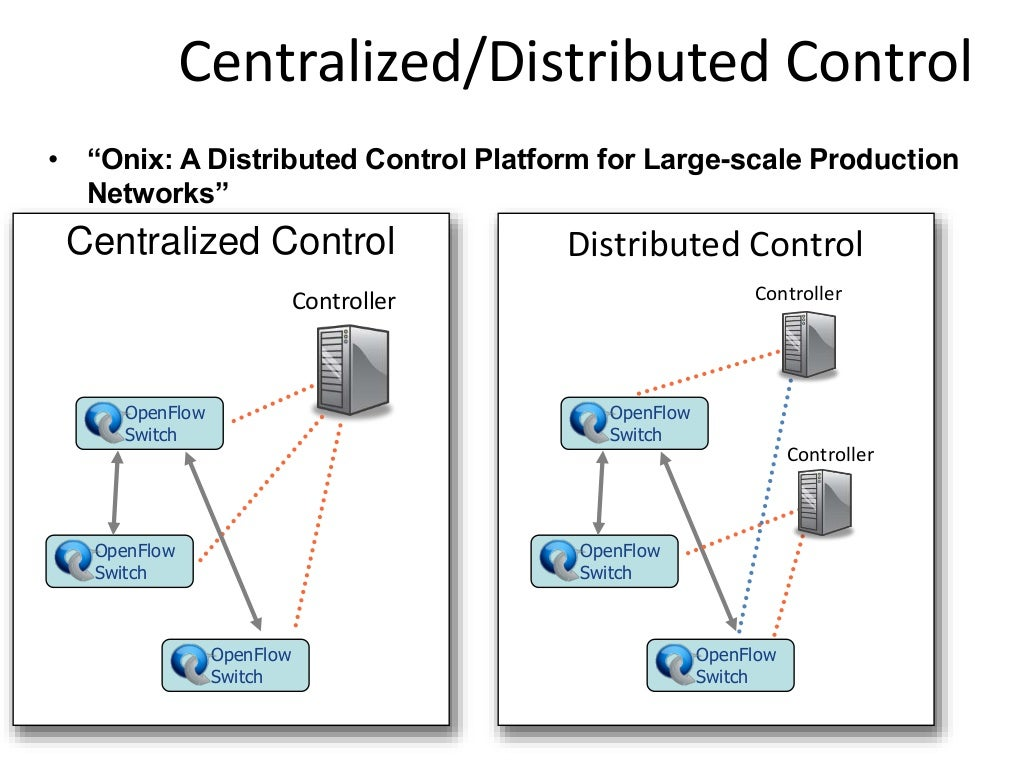 Centralized/Distributed Control
• “Onix: A Distributed Control Platform for Large-scale Production
Networks”
Centralized Control
Controller
OpenFlow
Switch
OpenFlow
Switch
OpenFlow
Switch
Distributed Control
Controller
OpenFlow
Switch
Controller
OpenFlow
Switch
OpenFlow
Switch